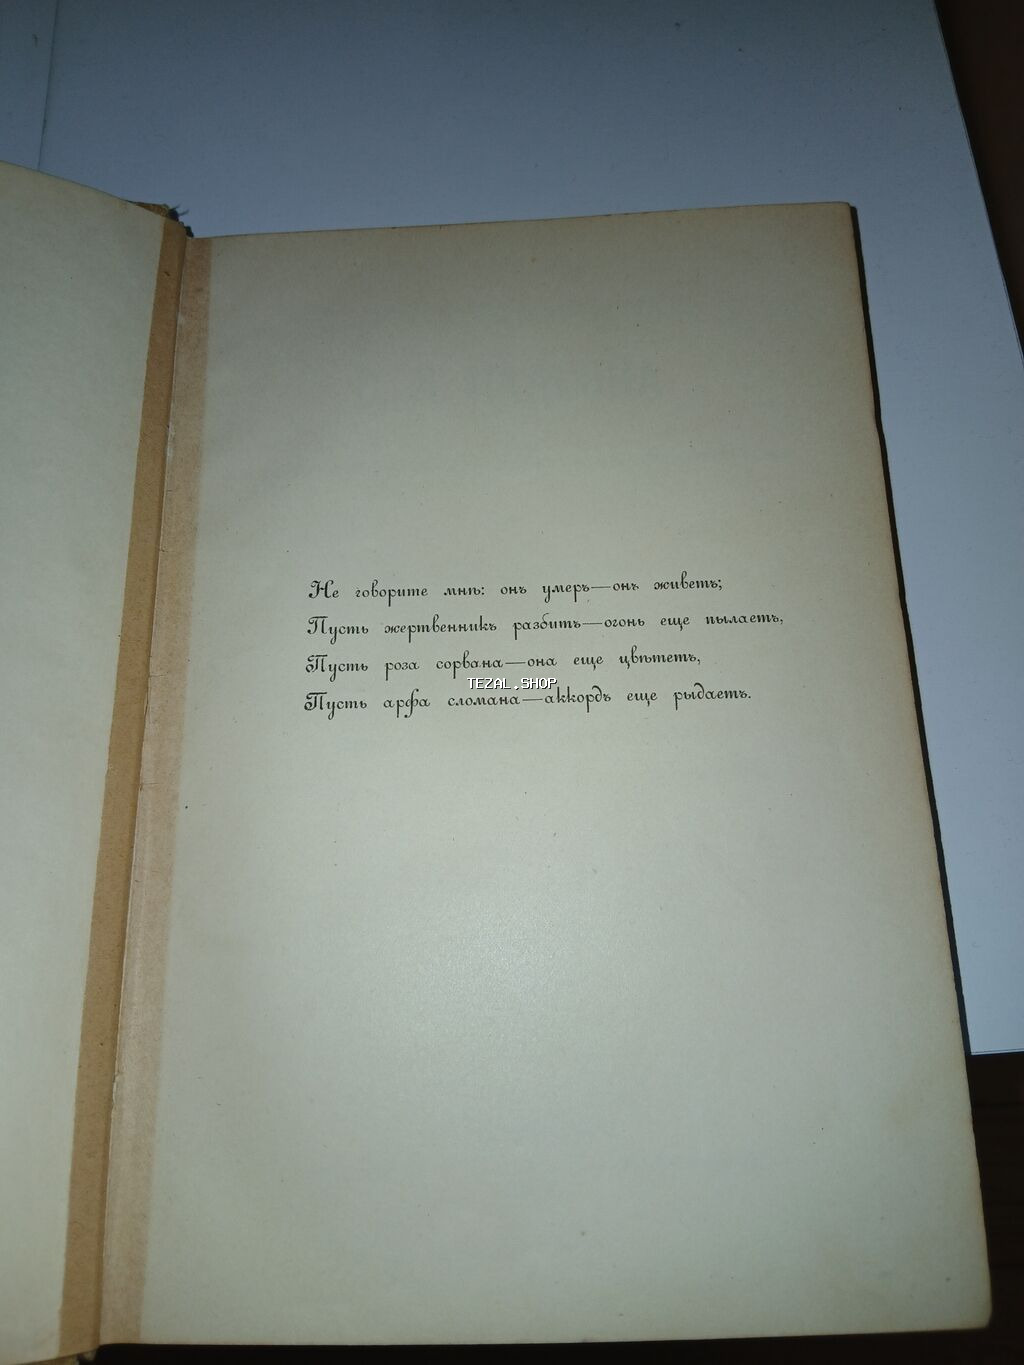 Не говорите мнѣ: онъ умеръ—онъ живетъ;
Пусть жертвенникъ разбитъ—огонь еще пылаетъ,
Пусть роза сорвана—она еще цвѣтетъ,
TEZAL.SHOP
Пусть арфа сломана—аккордъ еще рыдаетъ.